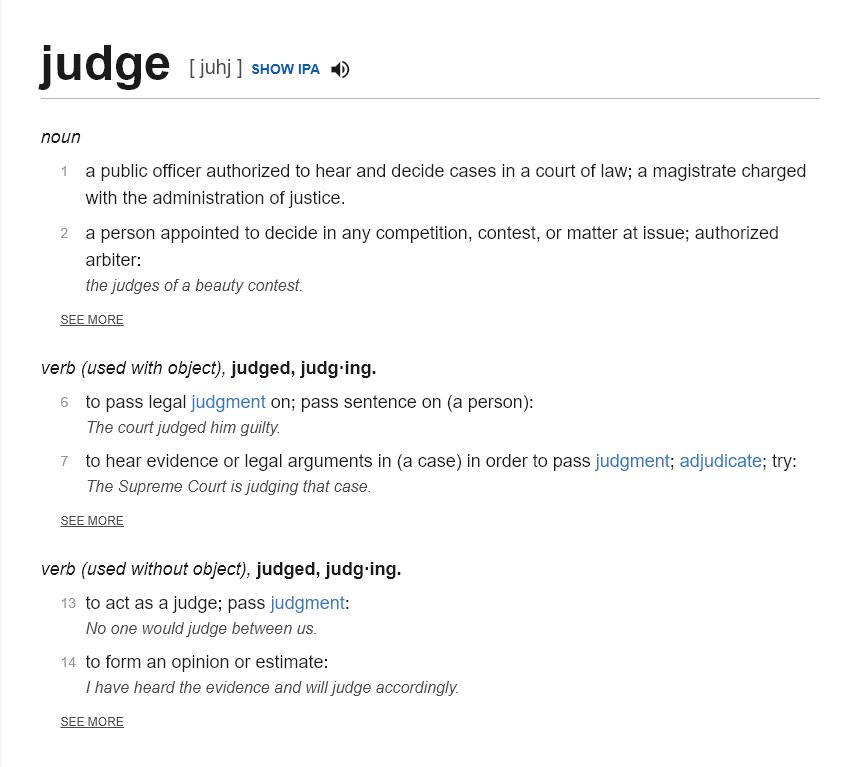 judge [ juhj ] SHOW IPA
noun
1 a public officer authorized to hear and decide cases in a court of law; a magistrate charged
with the administration of justice.
2 a person appointed to decide in any competition, contest, or matter at issue; authorized
arbiter:
the judges of a beauty contest.
SEE MORE
verb (used with object), judged, judg·ing.
6 to pass legal judgment on; pass sentence on (a person):
The court judged him guilty.
7 to hear evidence or legal arguments in (a case) in order to pass judgment; adjudicate; try:
The Supreme Court is judging that case.
SEE MORE
verb (used without object), judged, judg·ing.
13 to act as a judge; pass judgment:
No one would judge between us.
14 to form an opinion or estimate:
I have heard the evidence and will judge accordingly.
SEE MORE